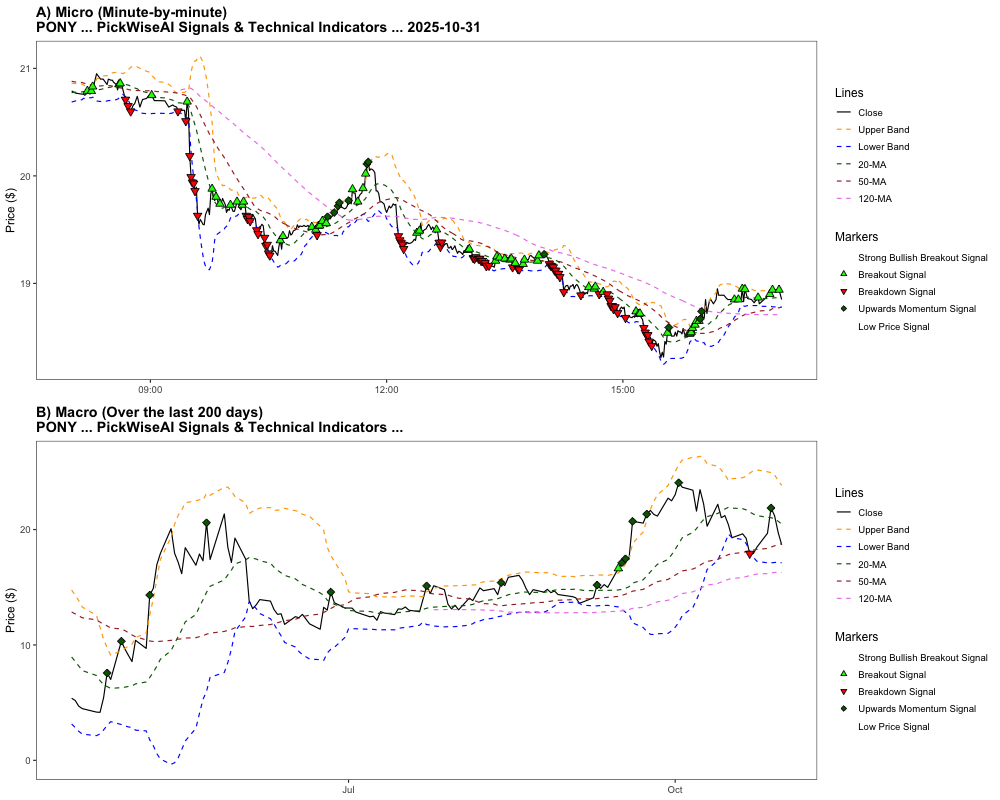 A) Micro (Minute-by-minute)
PONY ... PickWiseAI Signals & Technical Indicators ... 2025-10-31
Price ($)
21
20
19
09:00
12:00
15:00
Lines
Close
Upper Band
Lower Band
20-MA
50-MA
120-MA
Markers
Strong Bullish Breakout Signal
Breakout Signal
Breakdown Signal
Upwards Momentum Signal
Low Price Signal
B) Macro (Over the last 200 days)
PONY ... PickWiseAI Signals & Technical Indicators ...
Price ($)
20
10
0
Jul
Oct
Lines
Close
Upper Band
Lower Band
20-MA
50-MA
120-MA
Markers
Strong Bullish Breakout Signal
Breakout Signal
Breakdown Signal
Upwards Momentum Signal
Low Price Signal